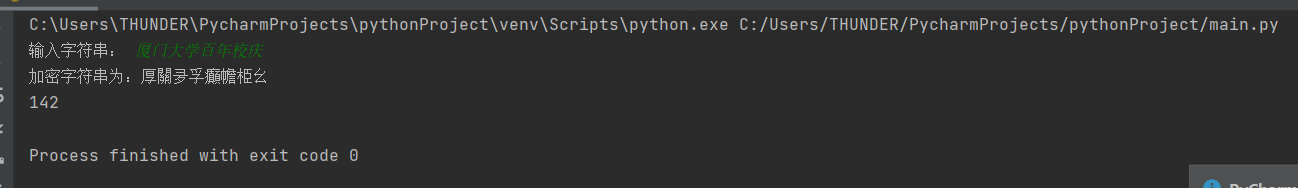 C:\Users\THUNDER\PycharmProjects\pythonProject\venv\Scripts\python.exe C:/Users/THUNDER/PycharmProjects/pythonProject/main.py
输入字符串： 厦门大学百年校庆
加密字符串为：厚關夛孚癲幨栕幺
142
Process finished with exit code 0